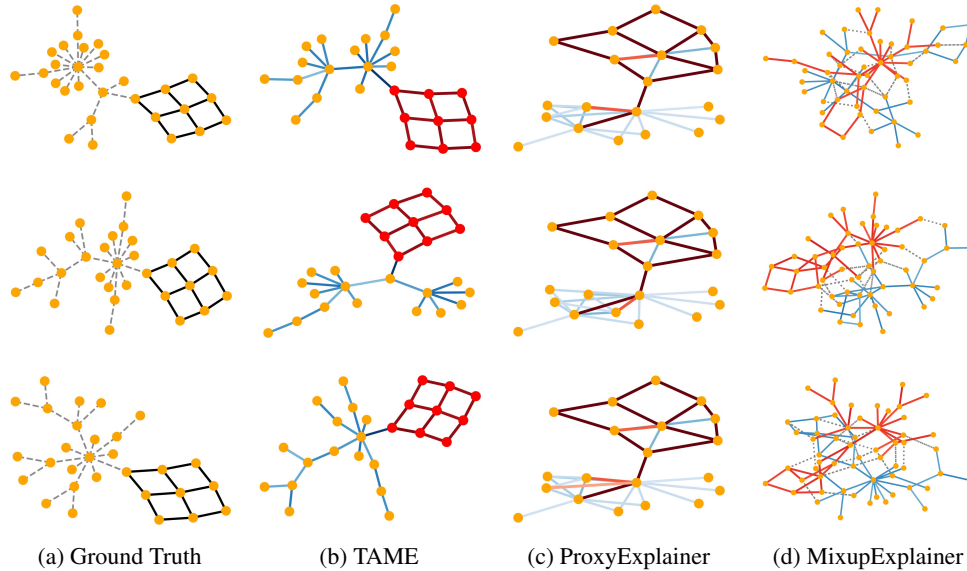 (a) Ground Truth
(b) TAME
(c) ProxyExplainer
(d) MixupExplainer